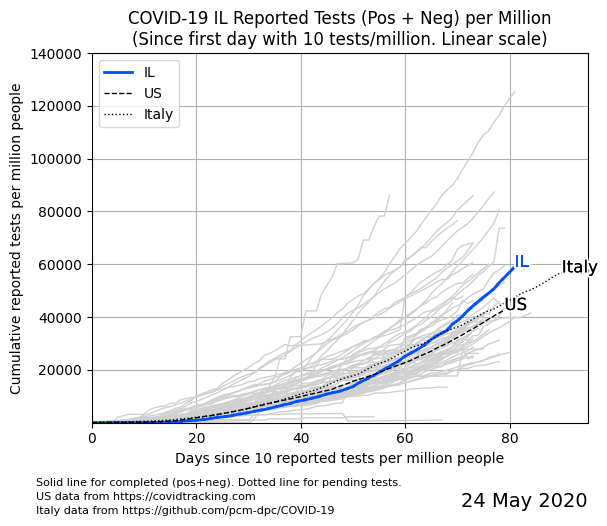 COVID-19 IL Reported Tests (Pos + Neg) per Million
(Since first day with 10 tests/million. Linear scale)
Cumulative reported tests per million people
140000
120000
100000
80000
60000
40000
20000
IL
US
Italy
IL
Italy
US
0
20
40
60
80
Days since 10 reported tests per million people
Solid line for completed (pos+neg). Dotted line for pending tests.
US data from https://covidtracking.com
Italy data from https://github.com/pcm-dpc/COVID-19
24 May 2020